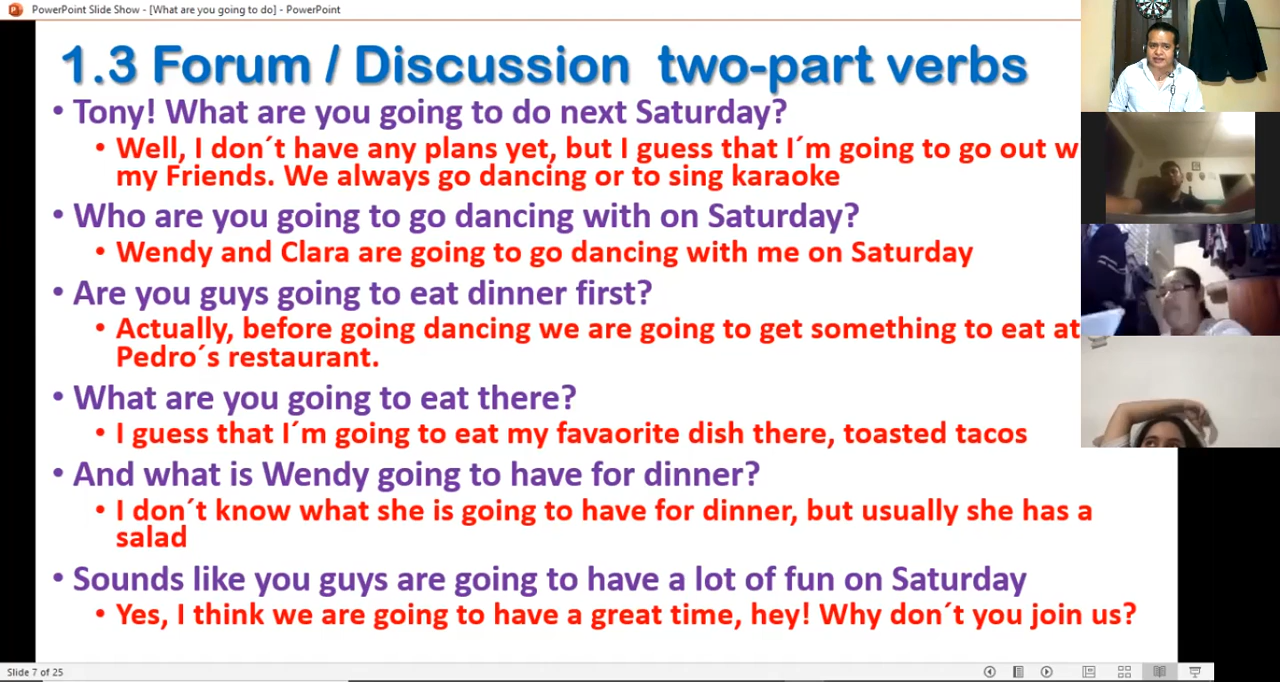 PowerPoint Slide Show - [What are you going to do] - PowerPoint
1.3 Forum / Discussion two-part verbs
• Tony! What are you going to do next Saturday?
• Well, I don´t have any plans yet, but I guess that I´m going to go out w
my Friends. We always go dancing or to sing karaoke
• Who are you going to go dancing with on Saturday?
• Wendy and Clara are going to go dancing with me on Saturday
• Are you guys going to eat dinner first?
• Actually, before going dancing we are going to get something to eat at
Pedro´s restaurant.
• What are you going to eat there?
• I guess that I´m going to eat my favaorite dish there, toasted tacos
• And what is Wendy going to have for dinner?
• I don´t know what she is going to have for dinner, but usually she has a
salad
• Sounds like you guys are going to have a lot of fun on Saturday
• Yes, I think we are going to have a great time, hey! Why don´t you join us?
Slide 7 of 25